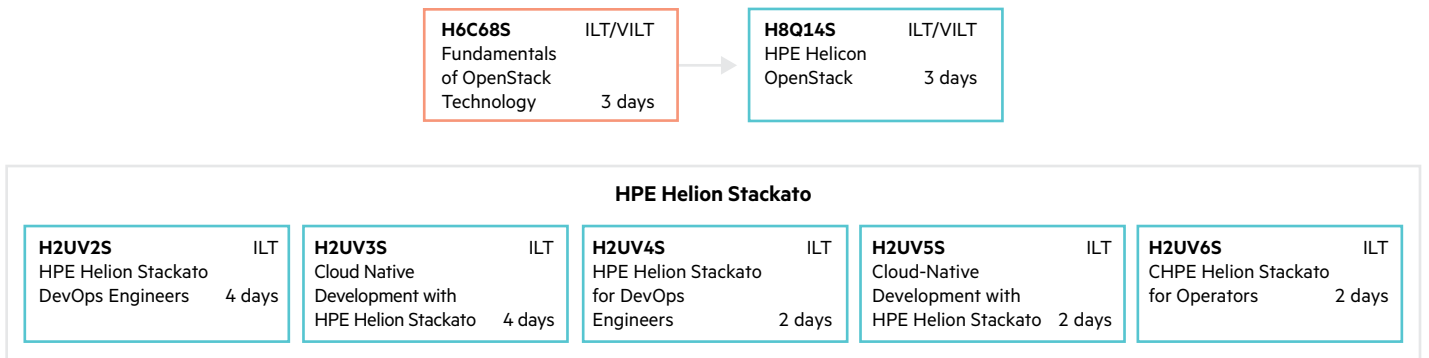 H6C68S ILT/VILT
Fundamentals
of OpenStack
Technology 3 days
H8Q14S ILT/VILT
HPE Helicon
OpenStack 3 days
HPE Helion Stackato
H2UV2S ILT
HPE Helion Stackato
DevOps Engineers 4 days
H2UV3S ILT
Cloud Native
Development with
HPE Helion Stackato 4 days
H2UV4S ILT
HPE Helion Stackato
for DevOps
Engineers 2 days
H2UV5S ILT
Cloud-Native
Development with
HPE Helion Stackato 2 days
H2UV6S ILT
CHPE Helion Stackato
for Operators 2 days